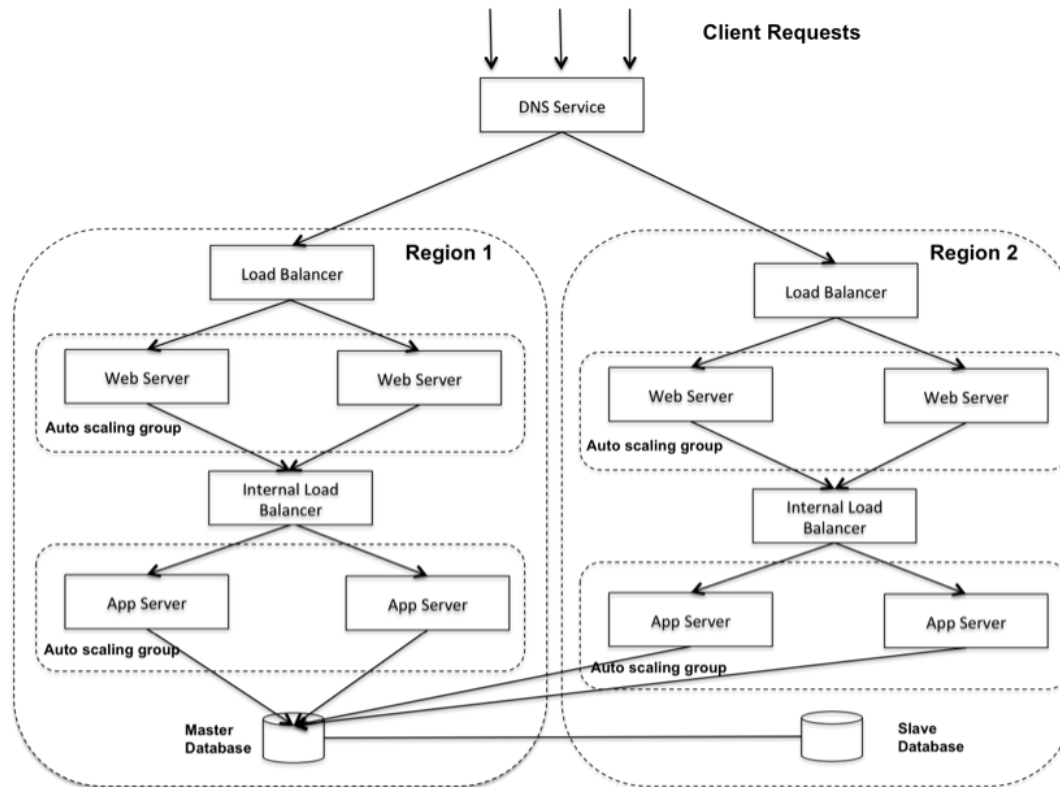 Client Requests
DNS Service
Region 1
Load Balancer
Web Server
Web Server
Auto scaling group
Internal Load
Balancer
App Server
App Server
Auto scaling group
Master
Database
Region 2
Load Balancer
Web Server
Web Server
Auto scaling group
Internal Load
Balancer
App Server
App Server
Auto scaling group
Slave
Database